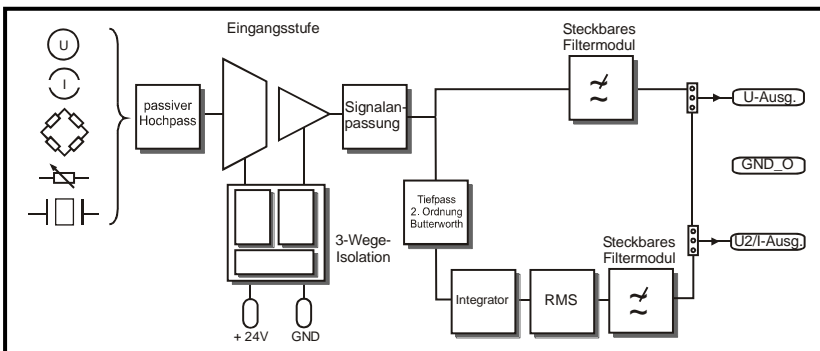 Eingangsstufe
Steckbares
Filtermodul
U
I
passiver
Hochpass
Signalan-
passung
U-Ausg.
GND_O
Tiefpass
2. Ordnung
Butterworth
3-Wege-
Isolation
Steckbares
Filtermodul
U2/I-Ausg.
Integrator
RMS
+ 24V
GND